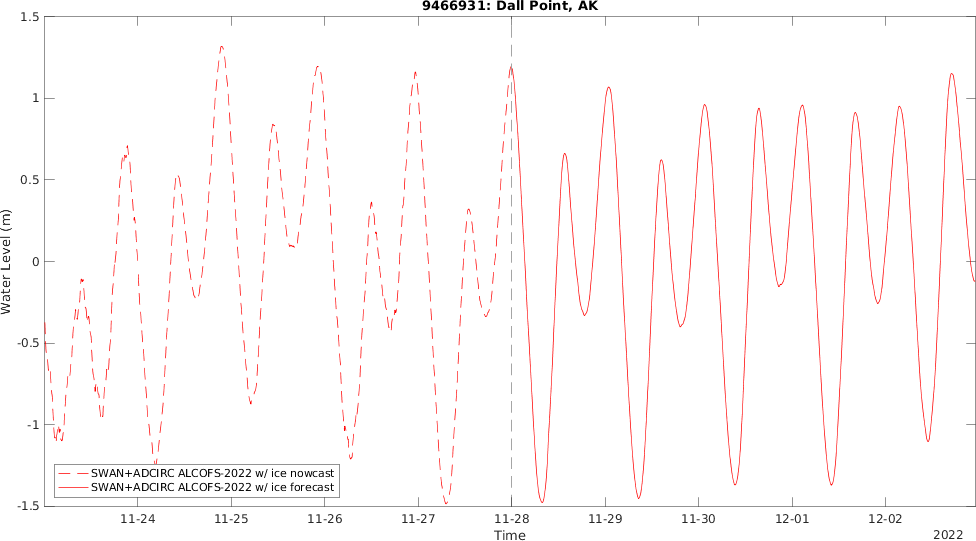 9466931: Dall Point, AK
1.5
1
0.5
0
-0.5
-1
-1.5
Water Level (m)
SWAN+ADCIRC ALCOFS-2022 w/ ice nowcast
SWAN+ADCIRC ALCOFS-2022 w/ ice forecast
11-24 11-25 11-26 11-27 11-28 11-29 11-30 12-01 12-02
Time
2022